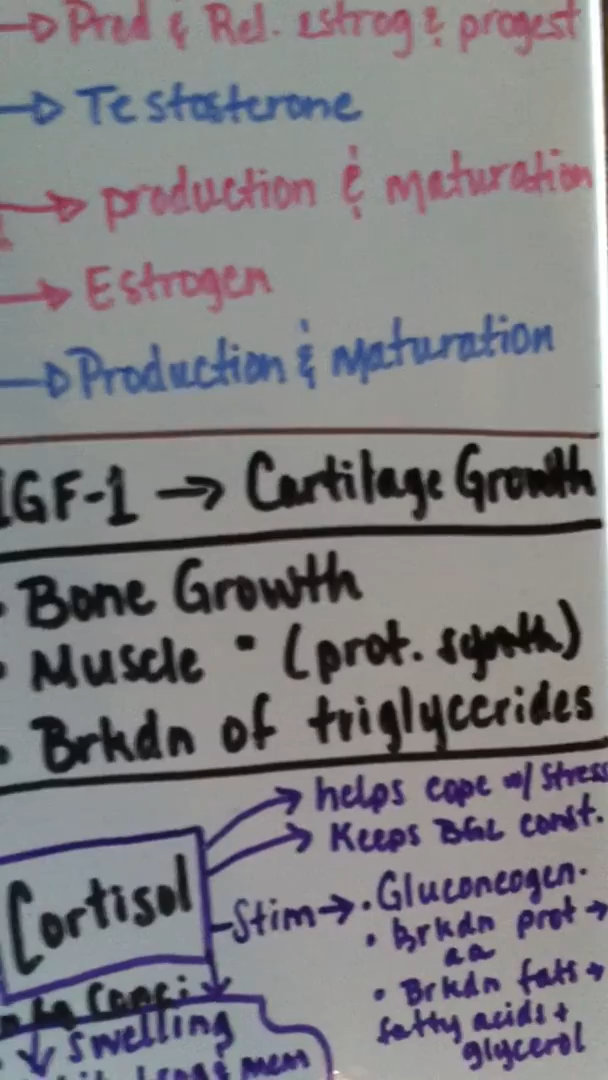 → Prod & Rel. estrog & progest
→ Testosterone
→ production & maturation
→ Estrogen
→ Production & Maturation
IGF-1 → Cartilage Growth
• Bone Growth
• Muscle " (prot. synth)
• Brkdn of triglycerides
→ helps cope w/ Stress
→ Keeps BGL const.
Cortisol
Stim → • Gluconeogen.
• Brkdn prot →
aa
• Brkdn fats →
fatty acids +
glycerol
↓ swelling
mem